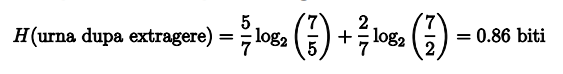 H(urna dupa extragere) = 5/7 log₂ (7/5) + 2/7 log₂ (7/2) = 0.86 biti